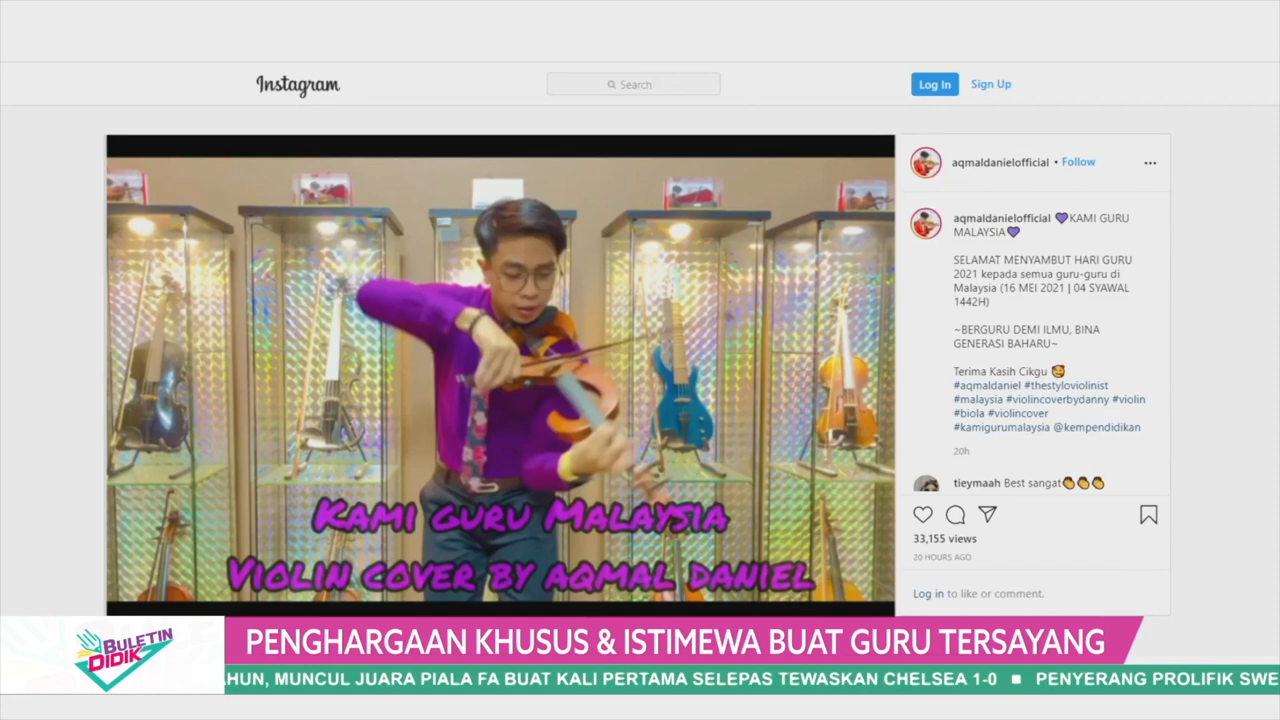 Instagram
Search
Log In
Sign Up
aqmaldanielofficial • Follow
aqmaldanielofficial 💜KAMI GURU
MALAYSIA💜
SELAMAT MENYAMBUT HARI GURU
2021 kepada semua guru-guru di
Malaysia (16 MEI 2021 | 04 SYAWAL
1442H)
~BERGURU DEMI ILMU, BINA
GENERASI BAHARU~
Terima Kasih Cikgu 🥰
#aqmaldaniel #thestyloviolinist
#malaysia #violincoverbydanny #violin
#biola #violincover
#kamigurumalaysia @kempendidikan
20h
tieymaah Best sangat👏👏👏
33,155 views
20 HOURS AGO
Log in to like or comment.
KAMI GURU MALAYSIA
VIOLIN COVER BY AQMAL DANIEL
BULETIN
DIDIK
PENGHARGAAN KHUSUS & ISTIMEWA BUAT GURU TERSAYANG
AHUN, MUNCUL JUARA PIALA FA BUAT KALI PERTAMA SELEPAS TEWASKAN CHELSEA 1-0 ■ PENYERANG PROLIFIK SWE